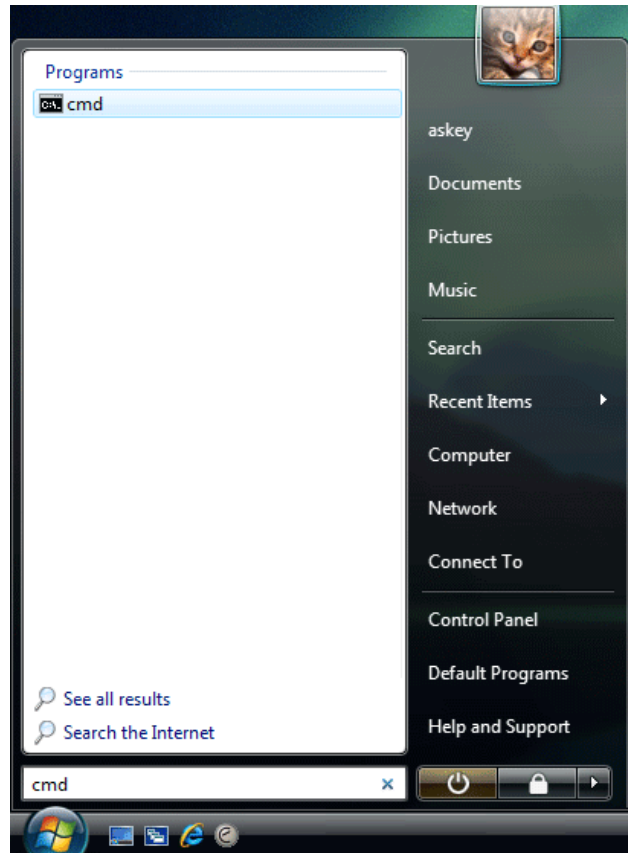 Programs
cmd
See all results
Search the Internet
cmd
askey
Documents
Pictures
Music
Search
Recent Items
Computer
Network
Connect To
Control Panel
Default Programs
Help and Support